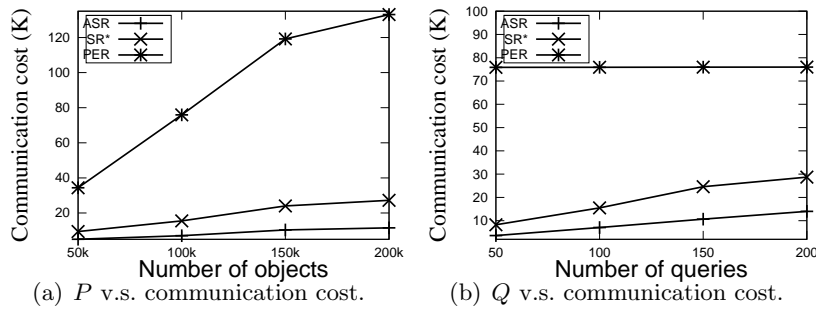 Communication cost (K)
ASR
SR*
PER
120
100
80
60
40
20
50k 100k 150k 200k
Number of objects
(a) P v.s. communication cost.
Communication cost (K)
ASR
SR*
PER
100
90
80
70
60
50
40
30
20
10
50 100 150 200
Number of queries
(b) Q v.s. communication cost.